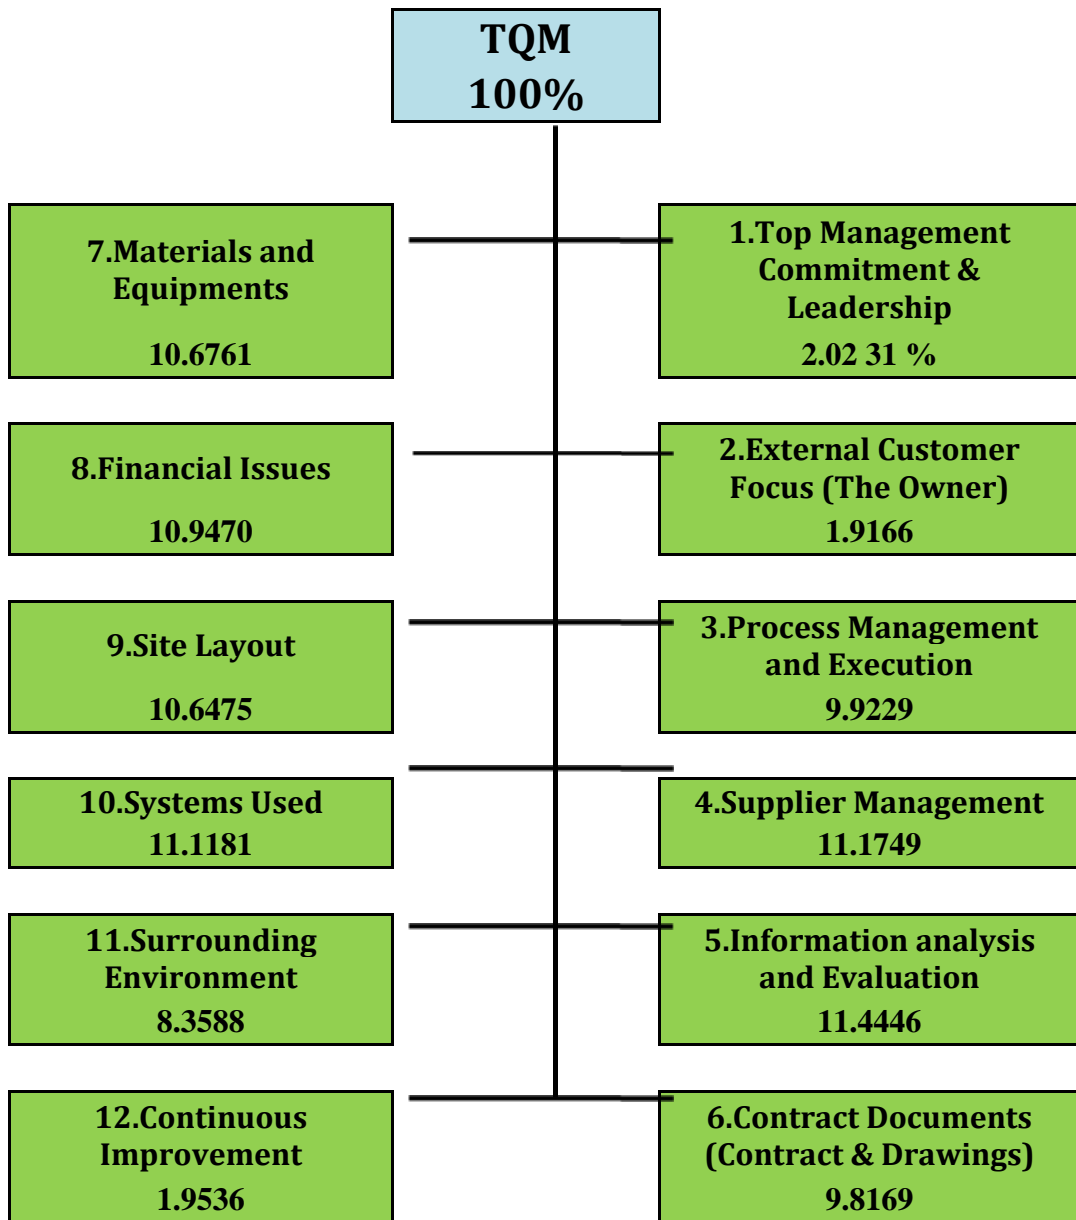 TQM
100%
7.Materials and
Equipments
10.6761
1.Top Management
Commitment &
Leadership
2.02 31 %
8.Financial Issues
10.9470
2.External Customer
Focus (The Owner)
1.9166
9.Site Layout
10.6475
3.Process Management
and Execution
9.9229
10.Systems Used
11.1181
4.Supplier Management
11.1749
11.Surrounding
Environment
8.3588
5.Information analysis
and Evaluation
11.4446
12.Continuous
Improvement
1.9536
6.Contract Documents
(Contract & Drawings)
9.8169